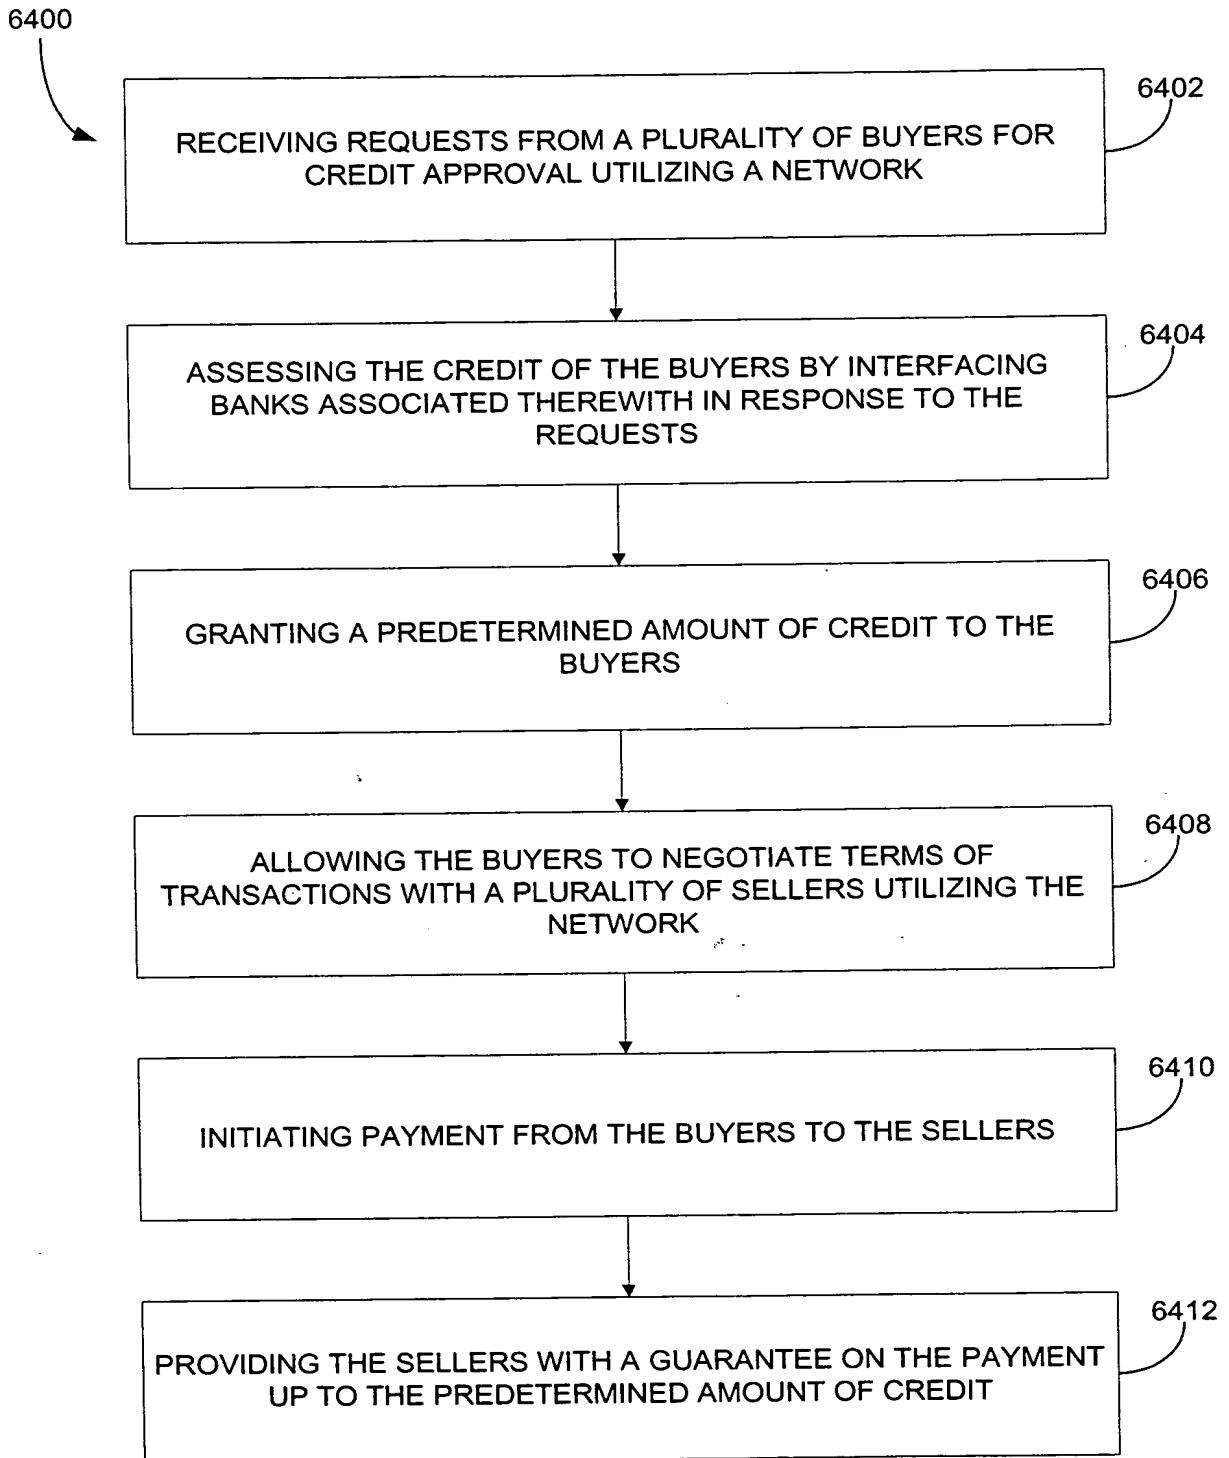 6400
6402
RECEIVING REQUESTS FROM A PLURALITY OF BUYERS FOR
CREDIT APPROVAL UTILIZING A NETWORK
6404
ASSESSING THE CREDIT OF THE BUYERS BY INTERFACING
BANKS ASSOCIATED THEREWITH IN RESPONSE TO THE
REQUESTS
6406
GRANTING A PREDETERMINED AMOUNT OF CREDIT TO THE
BUYERS
6408
ALLOWING THE BUYERS TO NEGOTIATE TERMS OF
TRANSACTIONS WITH A PLURALITY OF SELLERS UTILIZING THE
NETWORK
6410
INITIATING PAYMENT FROM THE BUYERS TO THE SELLERS
6412
PROVIDING THE SELLERS WITH A GUARANTEE ON THE PAYMENT
UP TO THE PREDETERMINED AMOUNT OF CREDIT